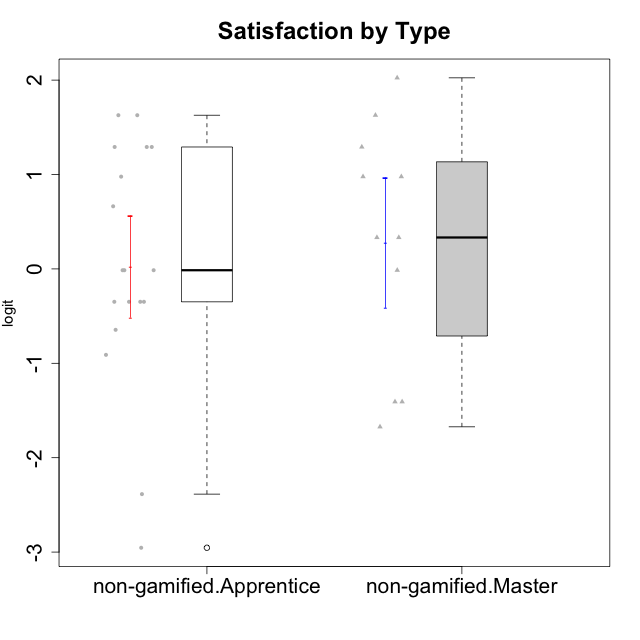 Satisfaction by Type
logit
2
1
0
-1
-2
-3
non-gamified.Apprentice
non-gamified.Master